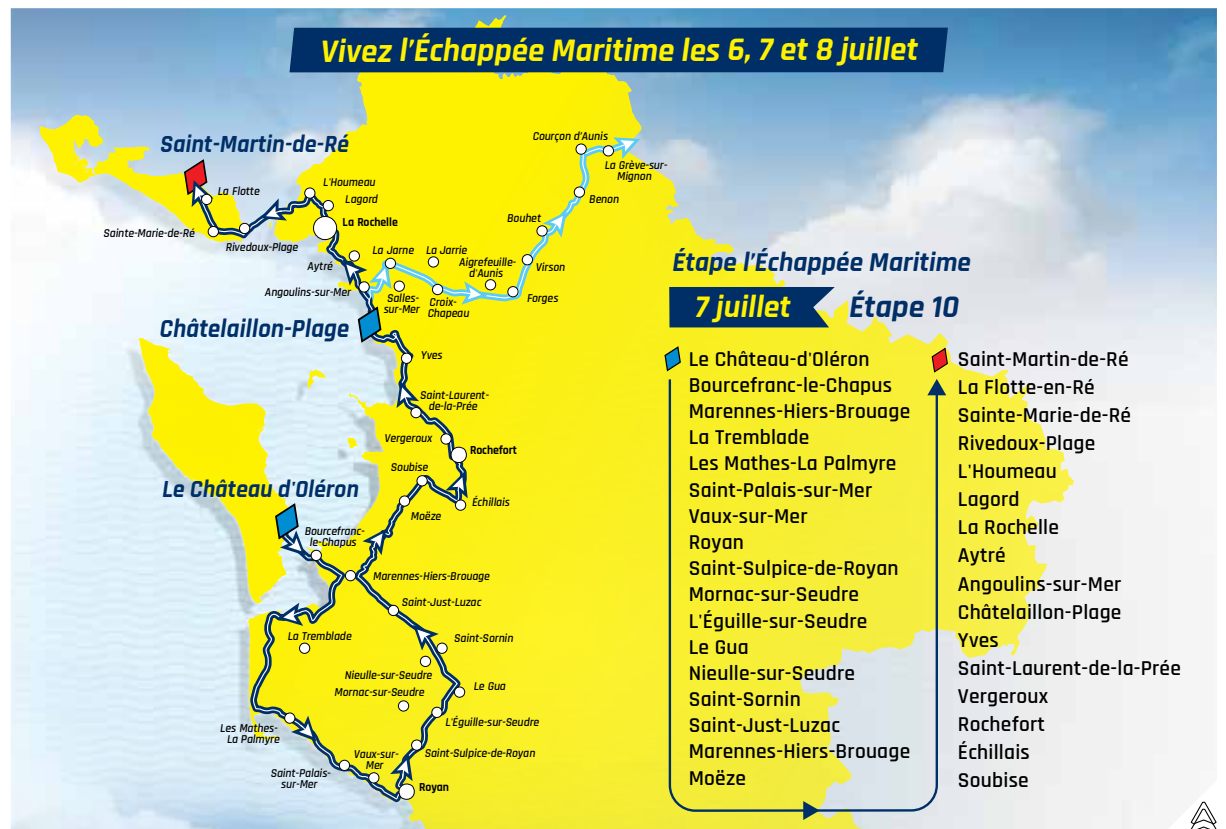 Vivez l'Échappée Maritime les 6, 7 et 8 juillet
Saint-Martin-de-Ré
La Flotte
Sainte-Marie-de-Ré
Rivedoux-Plage
L'Houmeau
Lagord
La Rochelle
Aytré
Angoulins-sur-Mer
Châtelaillon-Plage
La Jarne
La Jarrie
Salles-
sur-Mer
Croix-
Chapeau
Aigrefeuille-
d'Aunis
Forges
Virson
Bouhet
Benon
Courçon d'Aunis
La Grève-sur-
Mignon
Yves
Saint-Laurent-
de-la-Prée
Vergeroux
Rochefort
Soubise
Échillais
Moëze
Le Château d'Oléron
Bourcefranc-
le-Chapus
Marennes-Hiers-Brouage
Saint-Just-Luzac
La Tremblade
Saint-Sornin
Nieulle-sur-Seudre
Mornac-sur-Seudre
Le Gua
L'Éguille-sur-Seudre
Les Mathes-
La Palmyre
Saint-Sulpice-de-Royan
Vaux-sur-
Mer
Saint-Palais-
sur-Mer
Royan
Étape l'Échappée Maritime
7 juillet
Étape 10
Le Château-d'Oléron
Bourcefranc-le-Chapus
Marennes-Hiers-Brouage
La Tremblade
Les Mathes-La Palmyre
Saint-Palais-sur-Mer
Vaux-sur-Mer
Royan
Saint-Sulpice-de-Royan
Mornac-sur-Seudre
L'Éguille-sur-Seudre
Le Gua
Nieulle-sur-Seudre
Saint-Sornin
Saint-Just-Luzac
Marennes-Hiers-Brouage
Moëze
Saint-Martin-de-Ré
La Flotte-en-Ré
Sainte-Marie-de-Ré
Rivedoux-Plage
L'Houmeau
Lagord
La Rochelle
Aytré
Angoulins-sur-Mer
Châtelaillon-Plage
Yves
Saint-Laurent-de-la-Prée
Vergeroux
Rochefort
Échillais
Soubise